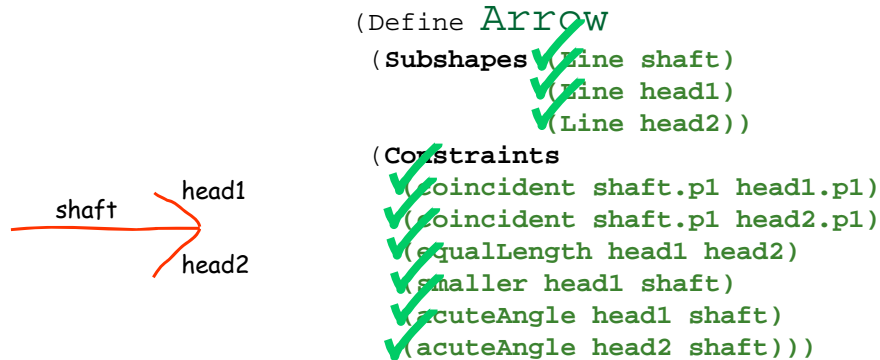 (Define Arrow
(Subshapes (Line shaft)
(Line head1)
(Line head2))
(Constraints
(coincident shaft.p1 head1.p1)
(coincident shaft.p1 head2.p1)
(equalLength head1 head2)
(smaller head1 shaft)
(acuteAngle head1 shaft)
(acuteAngle head2 shaft)))
head1
shaft
head2